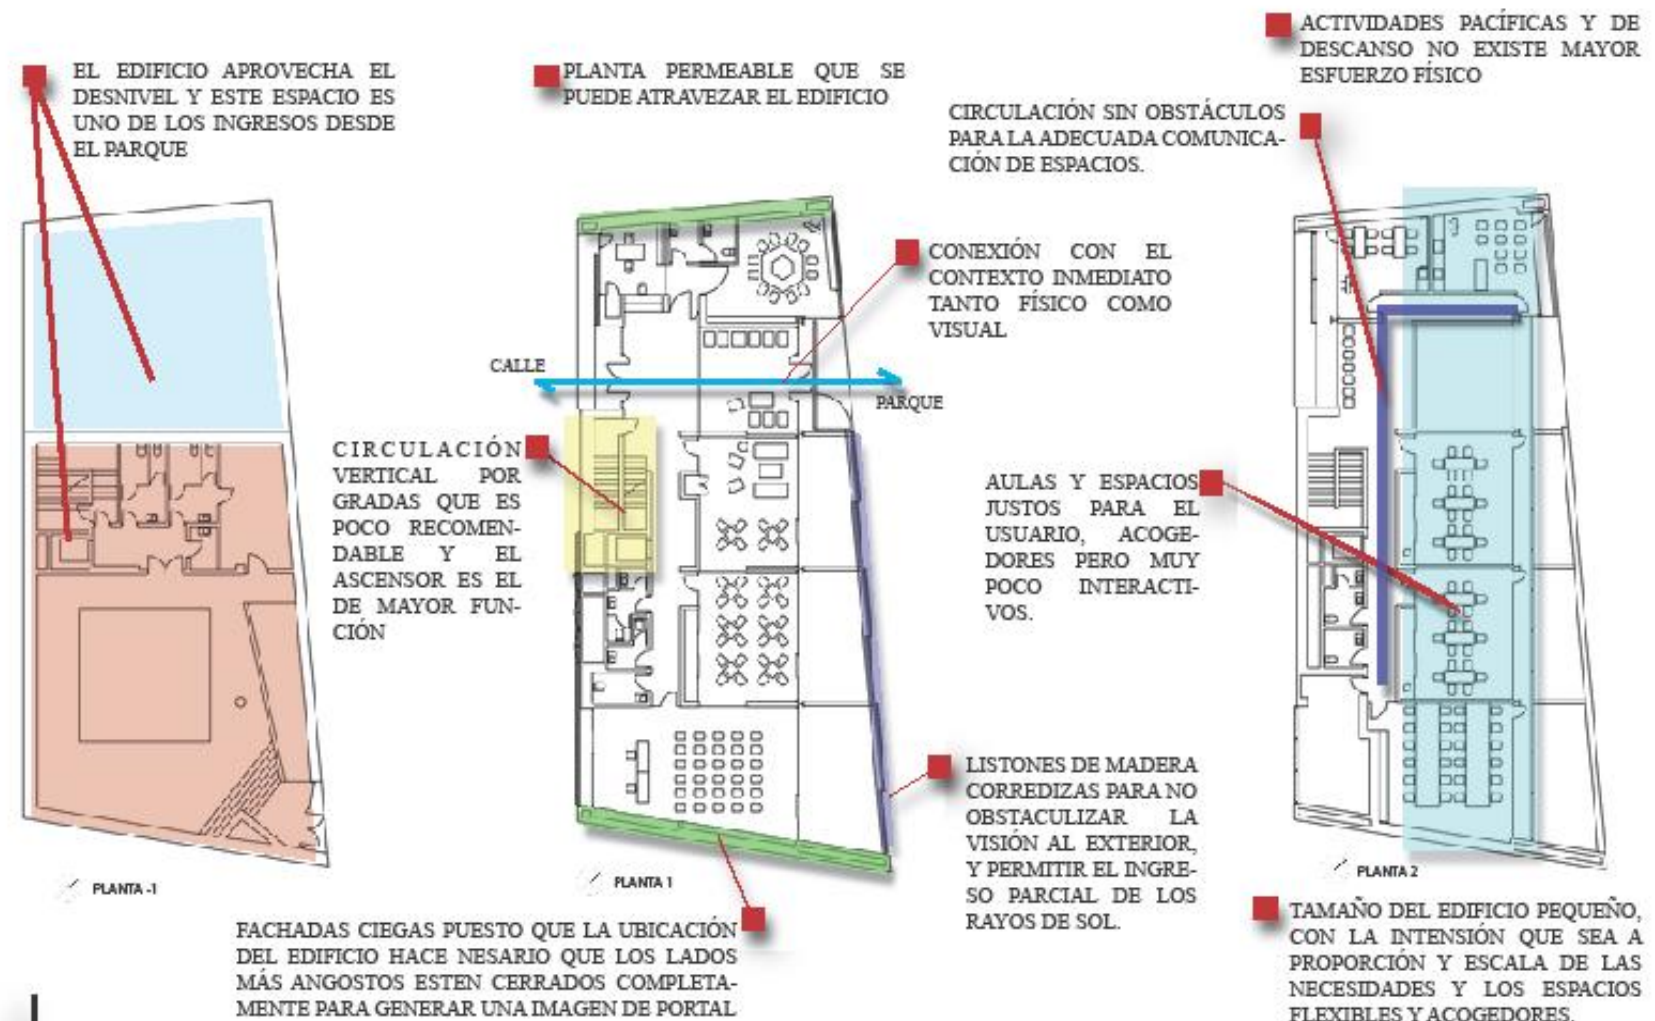 EL EDIFICIO APROVECHA EL
DESNIVEL Y ESTE ESPACIO ES
UNO DE LOS INGRESOS DESDE
EL PARQUE
PLANTA PERMEABLE QUE SE
PUEDE ATRAVEZAR EL EDIFICIO
ACTIVIDADES PACÍFICAS Y DE
DESCANSO NO EXISTE MAYOR
ESFUERZO FÍSICO
CIRCULACIÓN SIN OBSTÁCULOS
PARA LA ADECUADA COMUNICA-
CIÓN DE ESPACIOS.
CONEXIÓN CON EL
CONTEXTO INMEDIATO
TANTO FÍSICO COMO
VISUAL
CALLE
PARQUE
CIRCULACIÓN
VERTICAL POR
GRADAS QUE ES
POCO RECOMEN-
DABLE Y EL
ASCENSOR ES EL
DE MAYOR FUN-
CIÓN
AULAS Y ESPACIOS
JUSTOS PARA EL
USUARIO, ACOGE-
DORES PERO MUY
POCO INTERACTI-
VOS.
LISTONES DE MADERA
CORREDIZAS PARA NO
OBSTACULIZAR LA
VISIÓN AL EXTERIOR,
Y PERMITIR EL INGRE-
SO PARCIAL DE LOS
RAYOS DE SOL.
PLANTA -1
PLANTA 1
PLANTA 2
FACHADAS CIEGAS PUESTO QUE LA UBICACIÓN
DEL EDIFICIO HACE NESARIO QUE LOS LADOS
MÁS ANGOSTOS ESTEN CERRADOS COMPLETA-
MENTE PARA GENERAR UNA IMAGEN DE PORTAL
TAMAÑO DEL EDIFICIO PEQUEÑO,
CON LA INTENSIÓN QUE SEA A
PROPORCIÓN Y ESCALA DE LAS
NECESIDADES Y LOS ESPACIOS
FLEXIBLES Y ACOGEDORES.